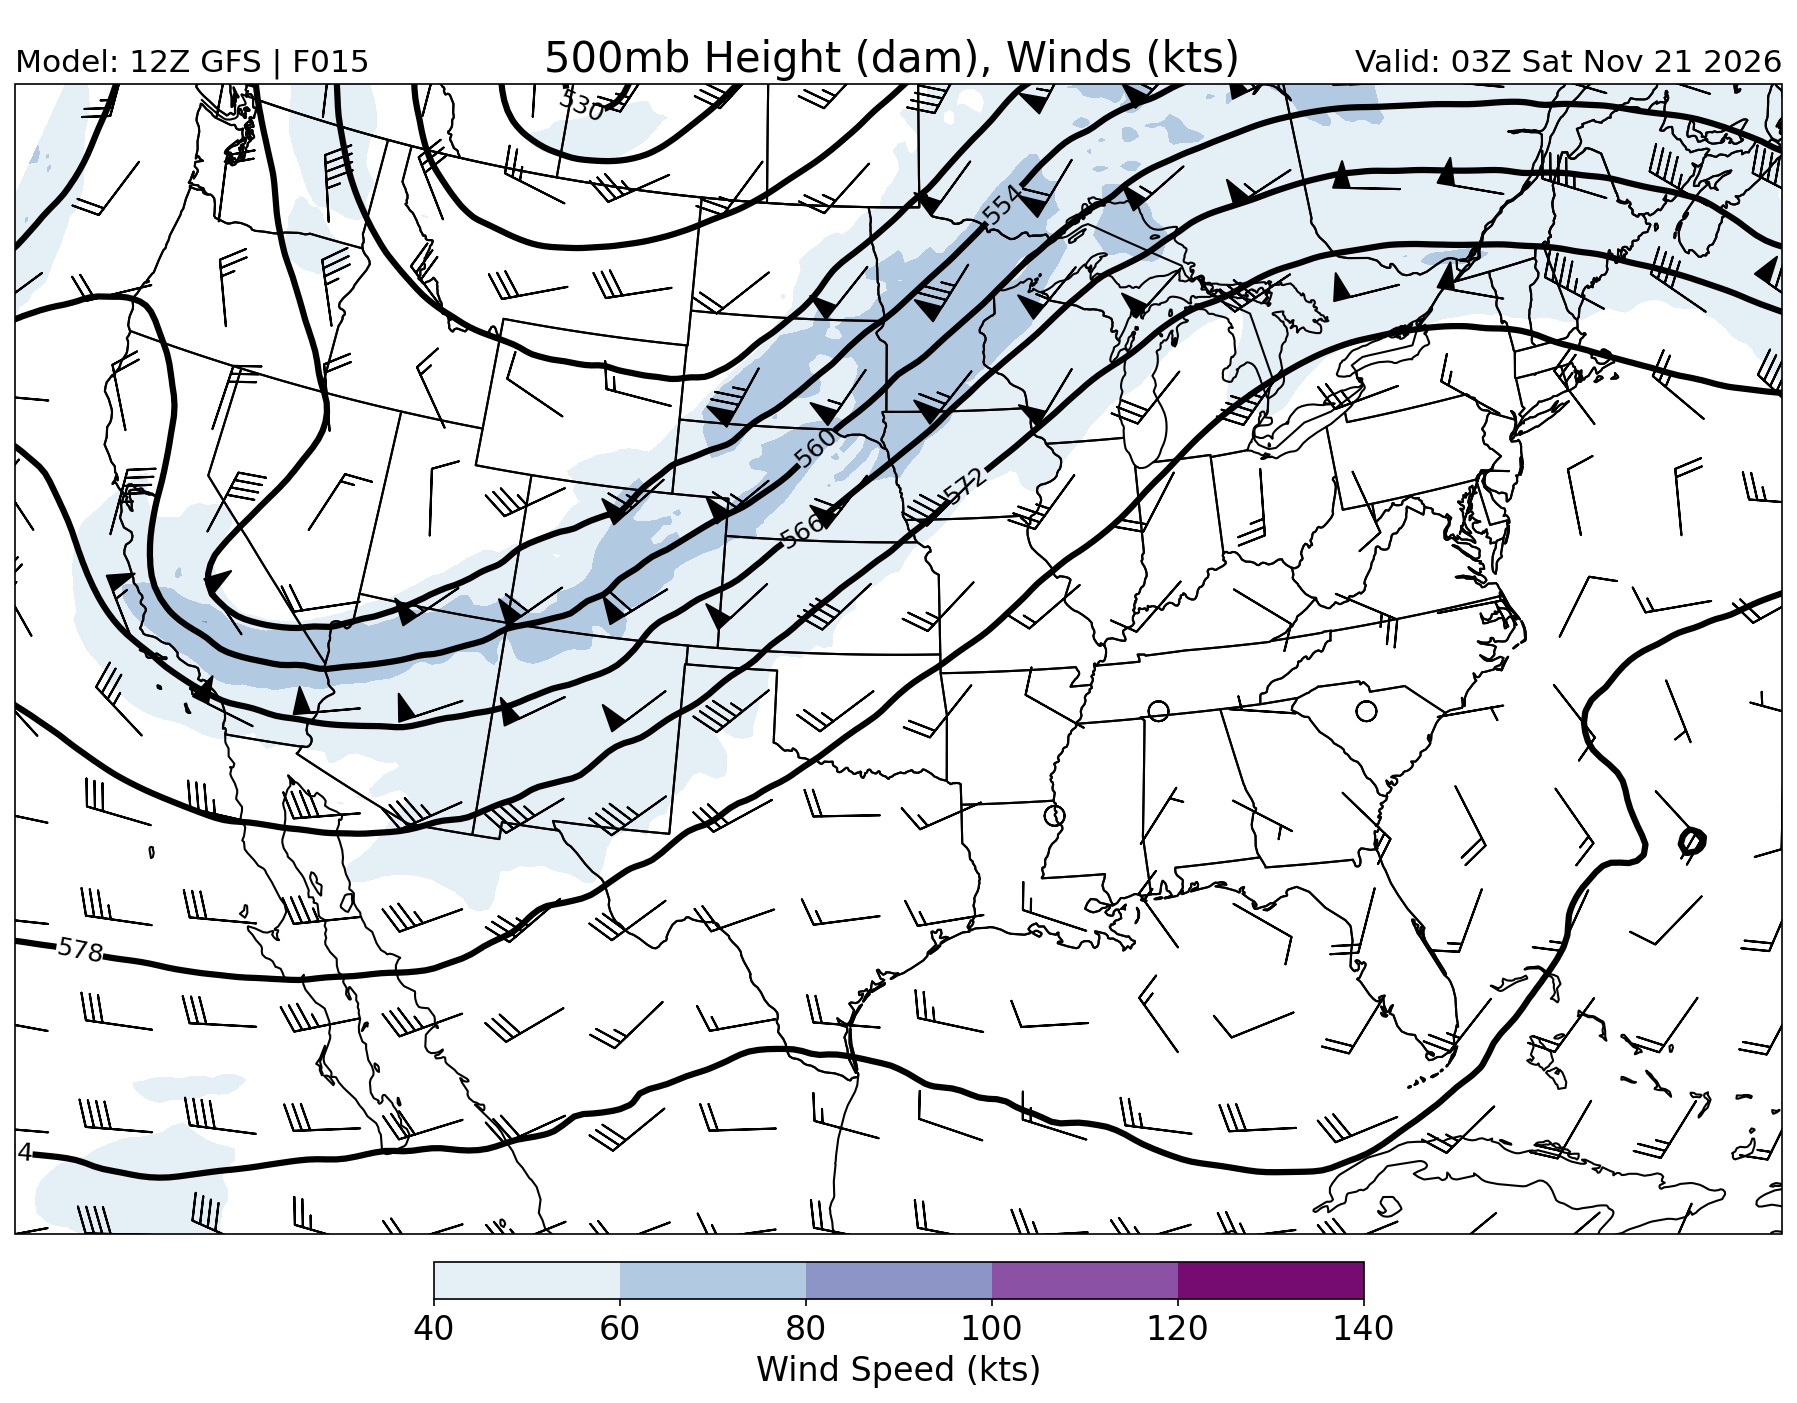 500mb Height (dam), Winds (kts)
Model: 12Z GFS | F015
Valid: 03Z Sat Nov 21 2026
530
554
560
572
566
578
4
40 60 80 100 120 140
Wind Speed (kts)